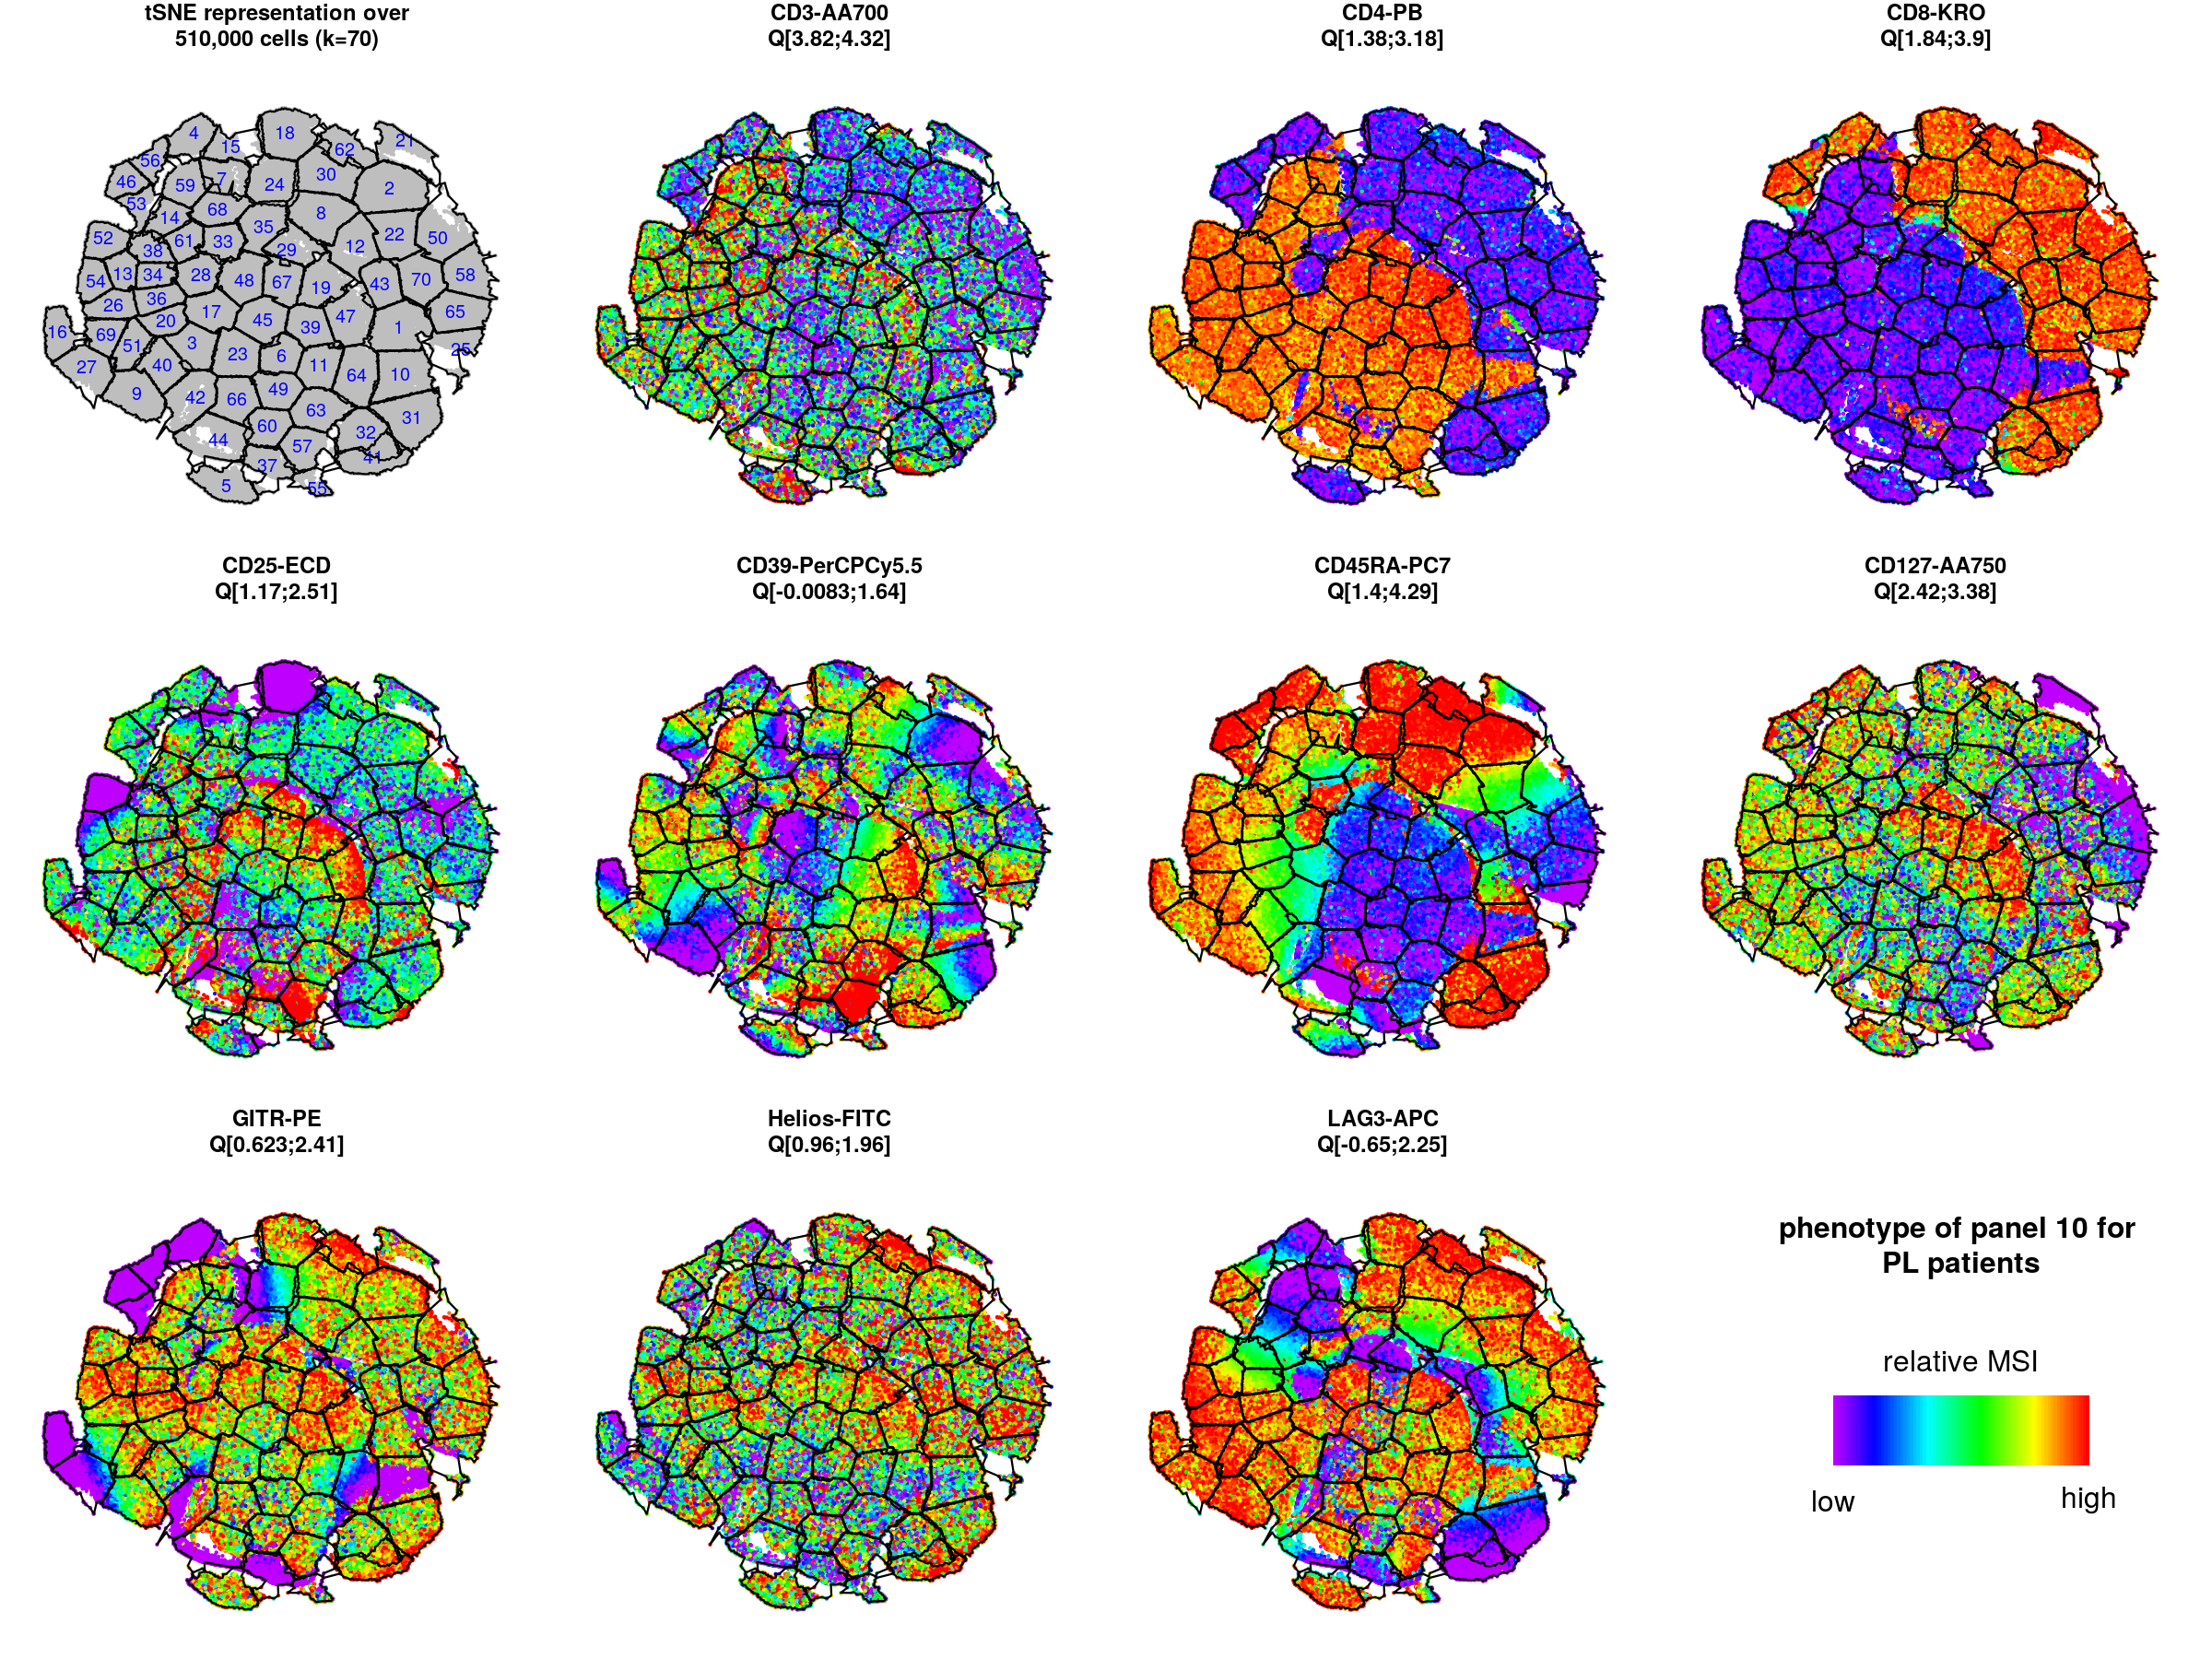 tSNE representation over
510,000 cells (k=70)
CD3-AA700
Q[3.82;4.32]
CD4-PB
Q[1.38;3.18]
CD8-KRO
Q[1.84;3.9]
4
15
18
62
21
56
46
59
7
24
30
2
53
14
68
35
8
52
38
61
33
29
12
22
50
54
13
34
28
48
67
19
43
70
58
26
36
17
45
39
47
1
65
16
69
51
20
3
23
6
11
64
10
25
27
9
40
42
66
49
63
31
44
60
57
32
41
37
5
55
CD25-ECD
Q[1.17;2.51]
CD39-PerCPCy5.5
Q[-0.0083;1.64]
CD45RA-PC7
Q[1.4;4.29]
CD127-AA750
Q[2.42;3.38]
GITR-PE
Q[0.623;2.41]
Helios-FITC
Q[0.96;1.96]
LAG3-APC
Q[-0.65;2.25]
phenotype of panel 10 for
PL patients
relative MSI
low
high